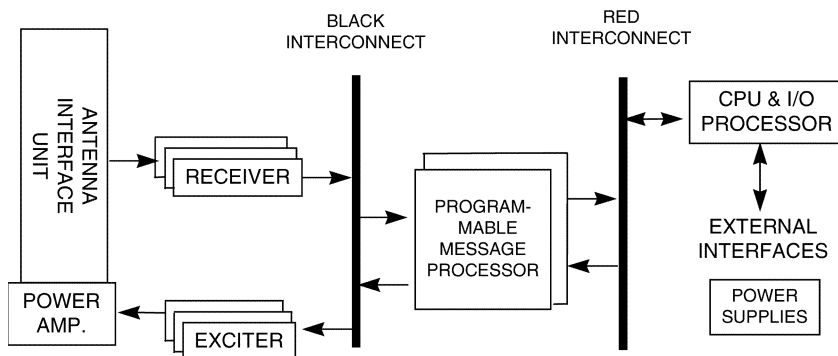 BLACK
INTERCONNECT
RED
INTERCONNECT
ANTENNA
INTERFACE
UNIT
RECEIVER
PROGRAM-
MABLE
MESSAGE
PROCESSOR
CPU & I/O
PROCESSOR
EXTERNAL
INTERFACES
POWER
AMP.
EXCITER
POWER
SUPPLIES